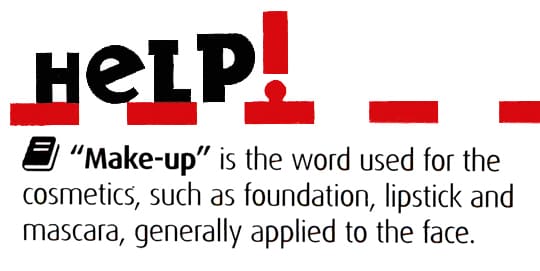 HeLP!
“Make-up” is the word used for the
cosmetics, such as foundation, lipstick and
mascara, generally applied to the face.